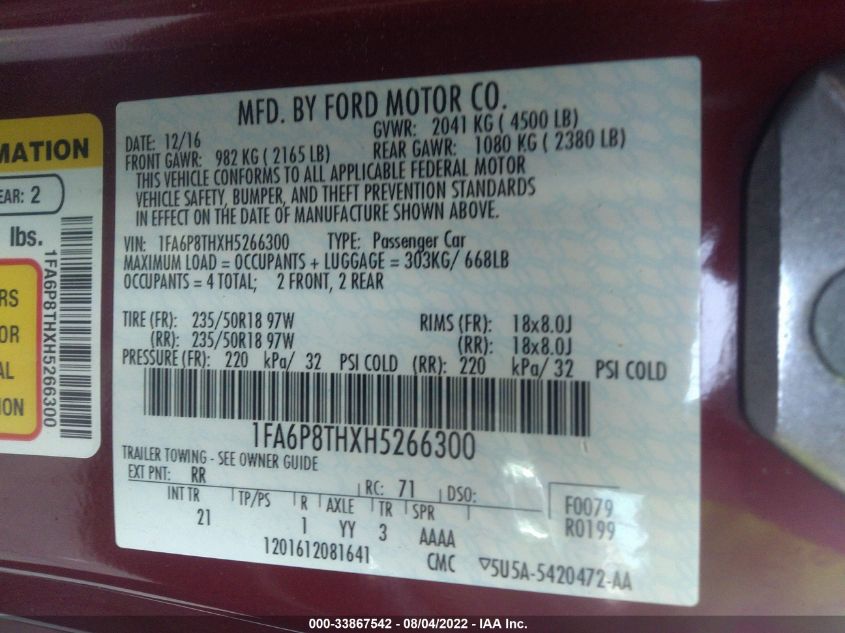 MATION
EAR: 2
lbs.
RS
OR
AL
ION
1FA6P8THXH5266300
MFD. BY FORD MOTOR CO.
DATE: 12/16 GVWR: 2041 KG ( 4500 LB)
FRONT GAWR: 982 KG ( 2165 LB) REAR GAWR: 1080 KG ( 2380 LB)
THIS VEHICLE CONFORMS TO ALL APPLICABLE FEDERAL MOTOR
VEHICLE SAFETY, BUMPER, AND THEFT PREVENTION STANDARDS
IN EFFECT ON THE DATE OF MANUFACTURE SHOWN ABOVE.
VIN: 1FA6P8THXH5266300 TYPE: Passenger Car
MAXIMUM LOAD = OCCUPANTS + LUGGAGE = 303KG/ 668LB
OCCUPANTS = 4 TOTAL; 2 FRONT, 2 REAR
TIRE (FR): 235/50R18 97W RIMS (FR): 18x8.0J
(RR): 235/50R18 97W (RR): 18x8.0J
PRESSURE (FR): 220 kPa/ 32 PSI COLD (RR): 220 kPa/ 32 PSI COLD
1FA6P8THXH5266300
TRAILER TOWING - SEE OWNER GUIDE
EXT PNT: RR RC: 71 DSO:
INT TR TP/PS R AXLE TR SPR F0079
21 1 YY 3 AAAA R0199
1201612081641 CMC ▽5U5A-5420472-AA
000-33867542 - 08/04/2022 - IAA Inc.